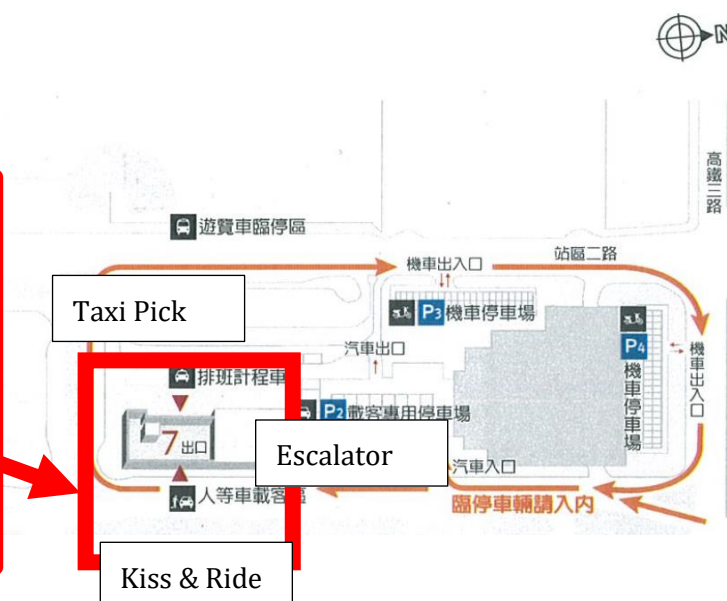 N
高鐵三路
遊覽車臨停區
站區二路
機車出入口
Taxi Pick
P3 機車停車場
P4
機車停車場
機車出入口
汽車出口
排班計程車
P2 載客專用停車場
7 出口
Escalator
汽車入口
人等車載客區
臨停車輛請入內
Kiss & Ride